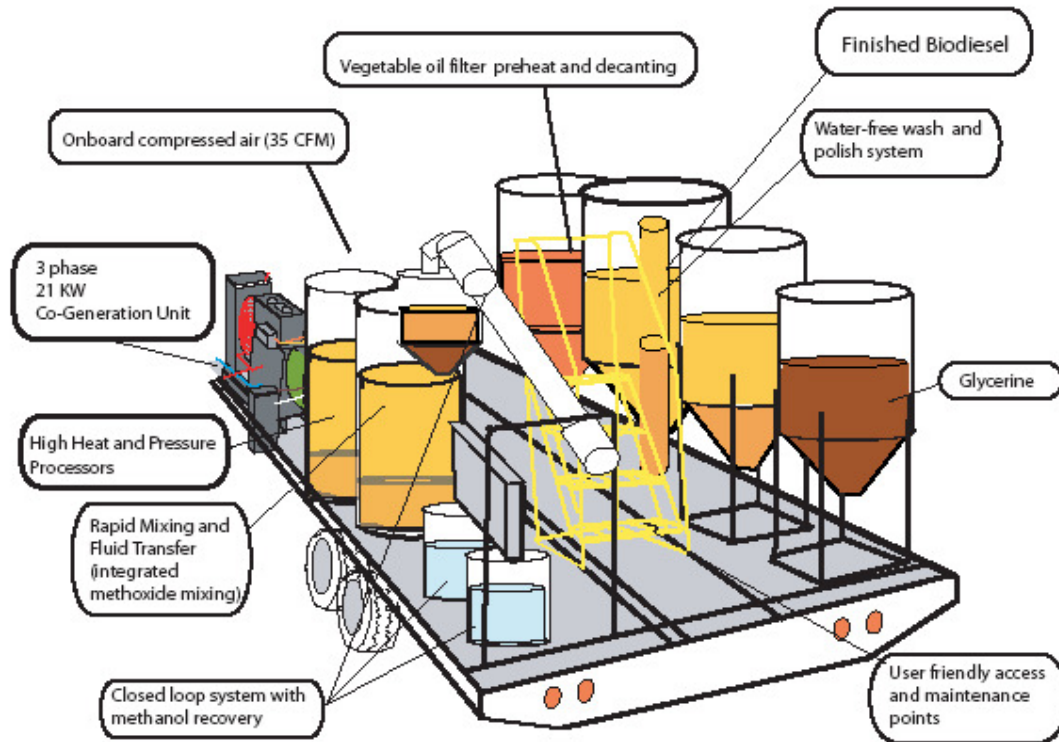 Finished Biodiesel
Vegetable oil filter preheat and decanting
Onboard compressed air (35 CFM)
Water-free wash and
polish system
3 phase
21 KW
Co-Generation Unit
Glycerine
High Heat and Pressure
Processors
Rapid Mixing and
Fluid Transfer
(integrated
methoxide mixing)
Closed loop system with
methanol recovery
User friendly access
and maintenance
points